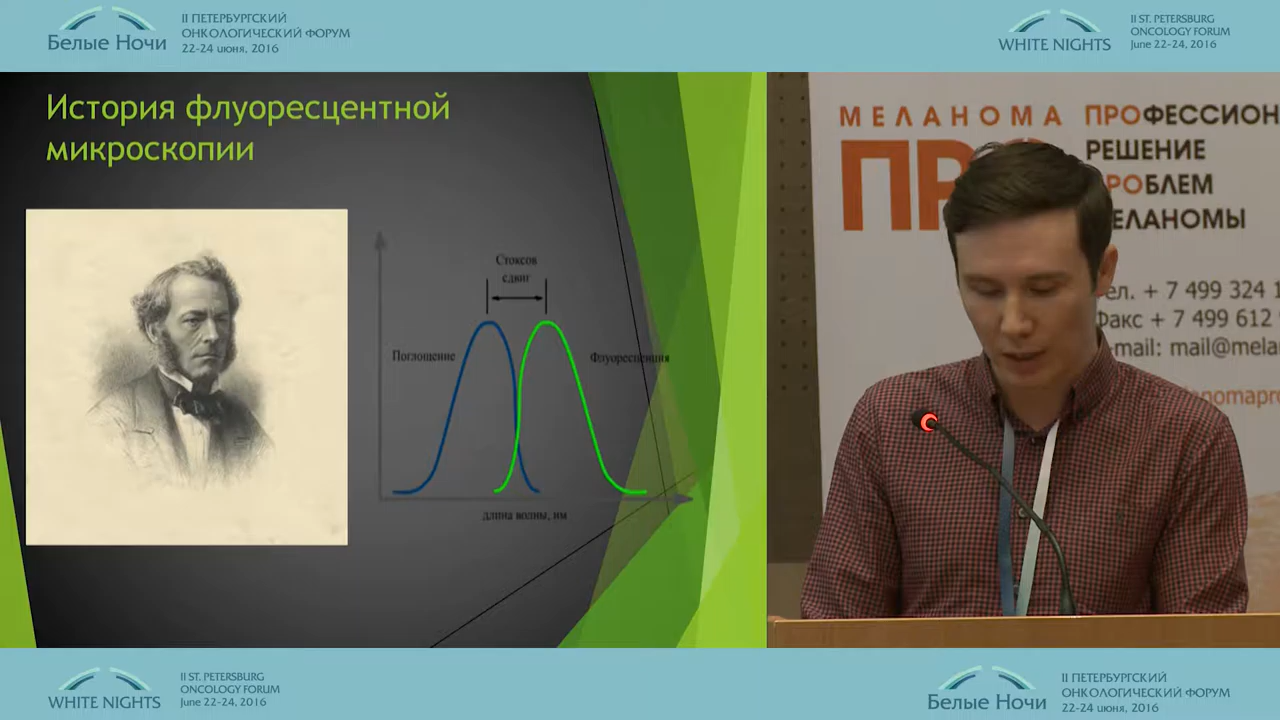 Белые Ночи
II ПЕТЕРБУРГСКИЙ
ОНКОЛОГИЧЕСКИЙ ФОРУМ
22-24 июня, 2016
WHITE NIGHTS
II ST. PETERSBURG
ONCOLOGY FORUM
June 22-24, 2016
История флуоресцентной
микроскопии
Стоксов
сдвиг
Поглощение
Флуоресценция
длина волны, нм
МЕЛАНОМА
ПР
ПРОФЕССИОН
РЕШЕНИЕ
РОБЛЕМ
ЕЛАНОМЫ
ел. + 7 499 324 1
Факс + 7 499 612
mail: mail@mela
nomapro
WHITE NIGHTS
II ST. PETERSBURG
ONCOLOGY FORUM
June 22-24, 2016
Белые Ночи
II ПЕТЕРБУРГСКИЙ
ОНКОЛОГИЧЕСКИЙ ФОРУМ
22-24 июня, 2016